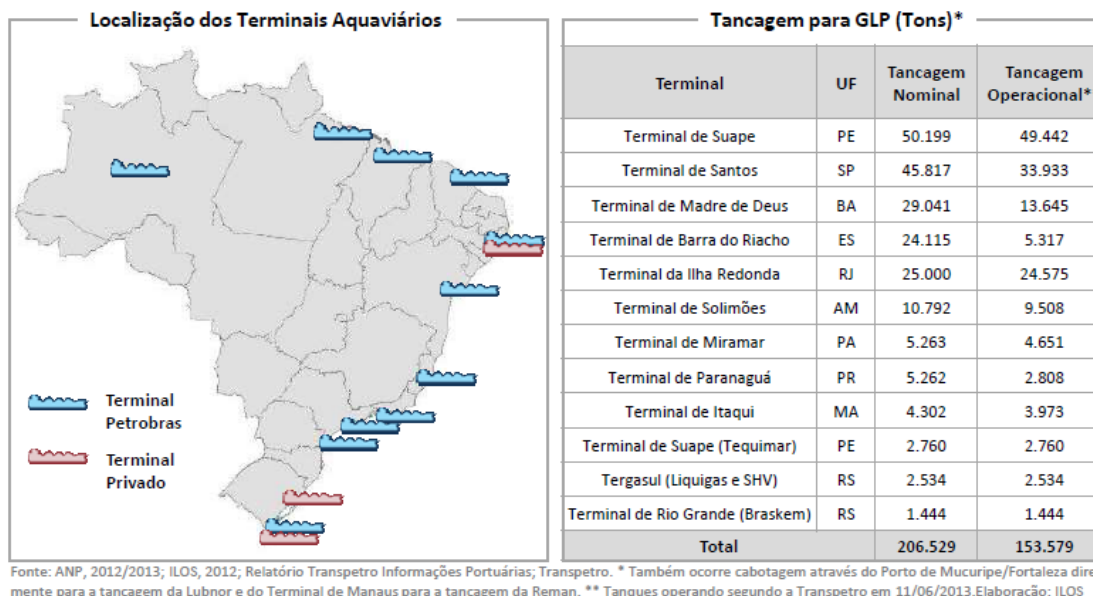 Localização dos Terminais Aquaviários
Terminal
Petrobras
Terminal
Privado
Tancagem para GLP (Tons)*
Terminal UF Tancagem Nominal Tancagem Operacional*
Terminal de Suape PE 50.199 49.442
Terminal de Santos SP 45.817 33.933
Terminal de Madre de Deus BA 29.041 13.645
Terminal de Barra do Riacho ES 24.115 5.317
Terminal da Ilha Redonda RJ 25.000 24.575
Terminal de Solimões AM 10.792 9.508
Terminal de Miramar PA 5.263 4.651
Terminal de Paranaguá PR 5.262 2.808
Terminal de Itaqui MA 4.302 3.973
Terminal de Suape (Tequimar) PE 2.760 2.760
Tergasul (Liquigas e SHV) RS 2.534 2.534
Terminal de Rio Grande (Braskem) RS 1.444 1.444
Total 206.529 153.579
Fonte: ANP, 2012/2013; ILOS, 2012; Relatório Transpetro Informações Portuárias; Transpetro. * Também ocorre cabotagem através do Porto de Mucuripe/Fortaleza dire
mente para a tancagem da Lubnor e do Terminal de Manaus para a tancagem da Reman. ** Tanques operando segundo a Transpetro em 11/06/2013.Elaboração: ILOS